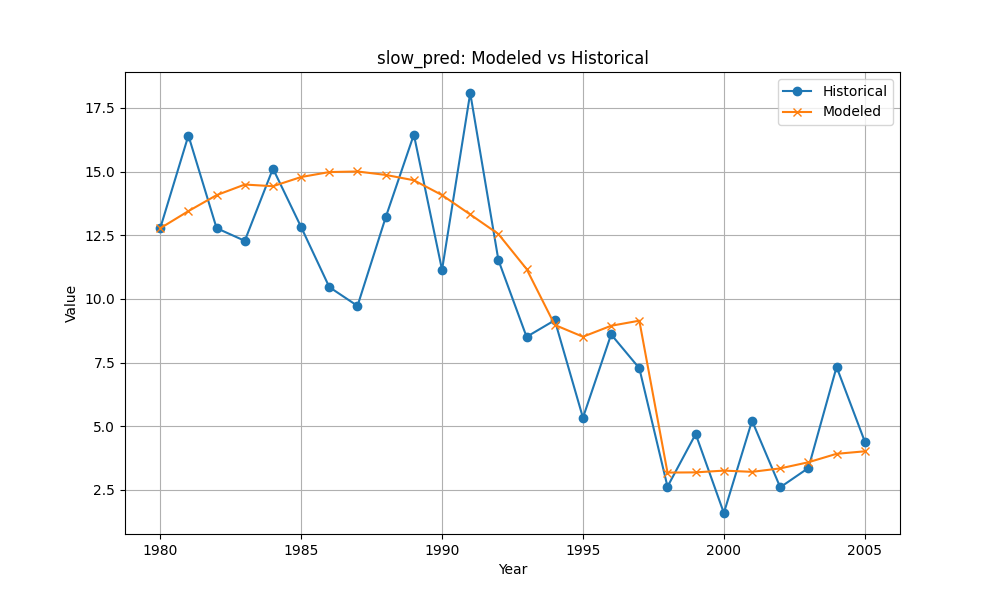 slow_pred: Modeled vs Historical
Historical
Modeled
17.5
15.0
12.5
10.0
7.5
5.0
2.5
Value
1980
1985
1990
1995
2000
2005
Year